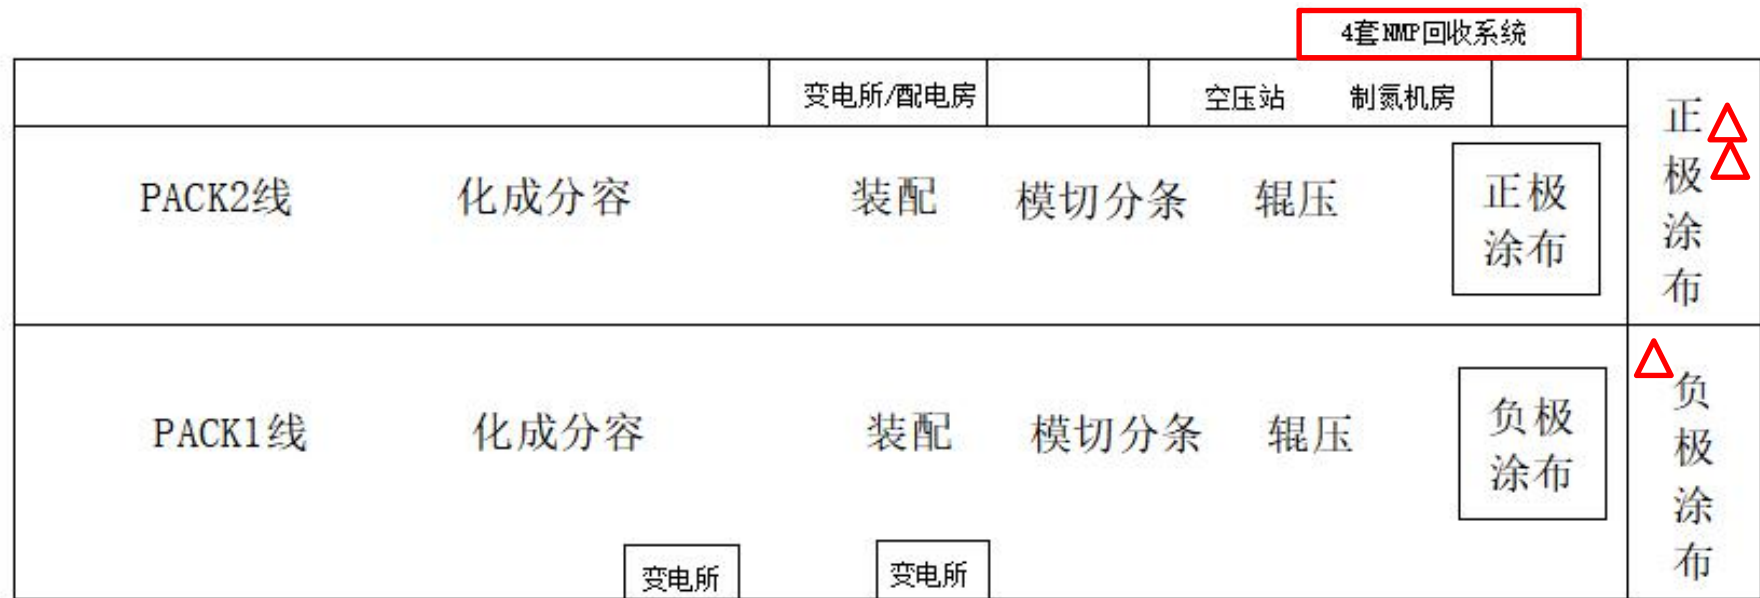 4套NMP回收系统
变电所/配电房
空压站
制氮机房
正极涂布
PACK2线
化成分容
装配
模切分条
辊压
正极
涂布
PACK1线
化成分容
装配
模切分条
辊压
负极
涂布
负极涂布
变电所
变电所